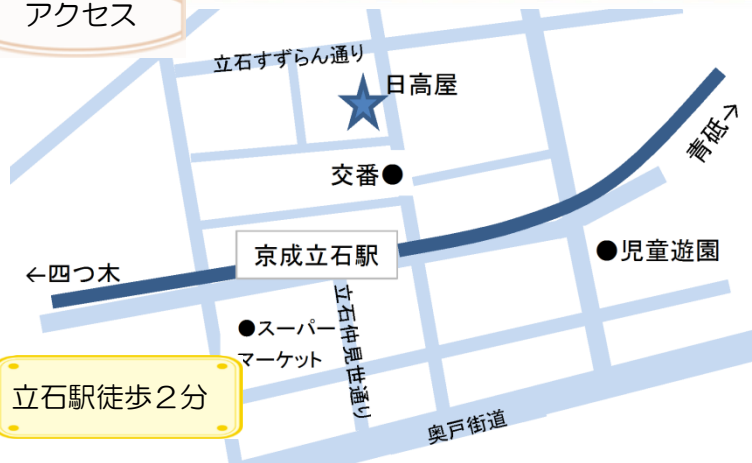 アクセス
立石すずらん通り
日高屋
青砥→
交番●
京成立石駅
●児童遊園
←四つ木
立石仲見世通り
●スーパー
マーケット
立石駅徒歩２分
奥戸街道